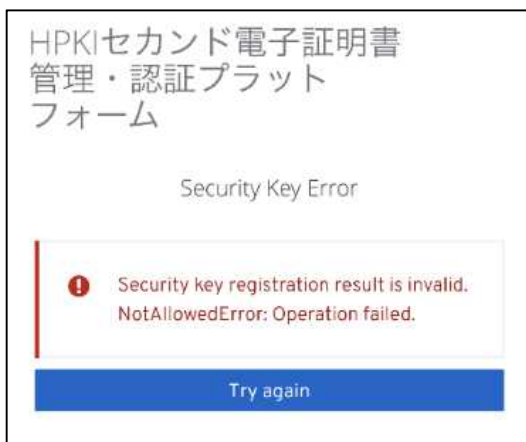 HPKIセカンド電子証明書
管理・認証プラット
フォーム
Security Key Error
Security key registration result is invalid.
NotAllowedError: Operation failed.
Try again